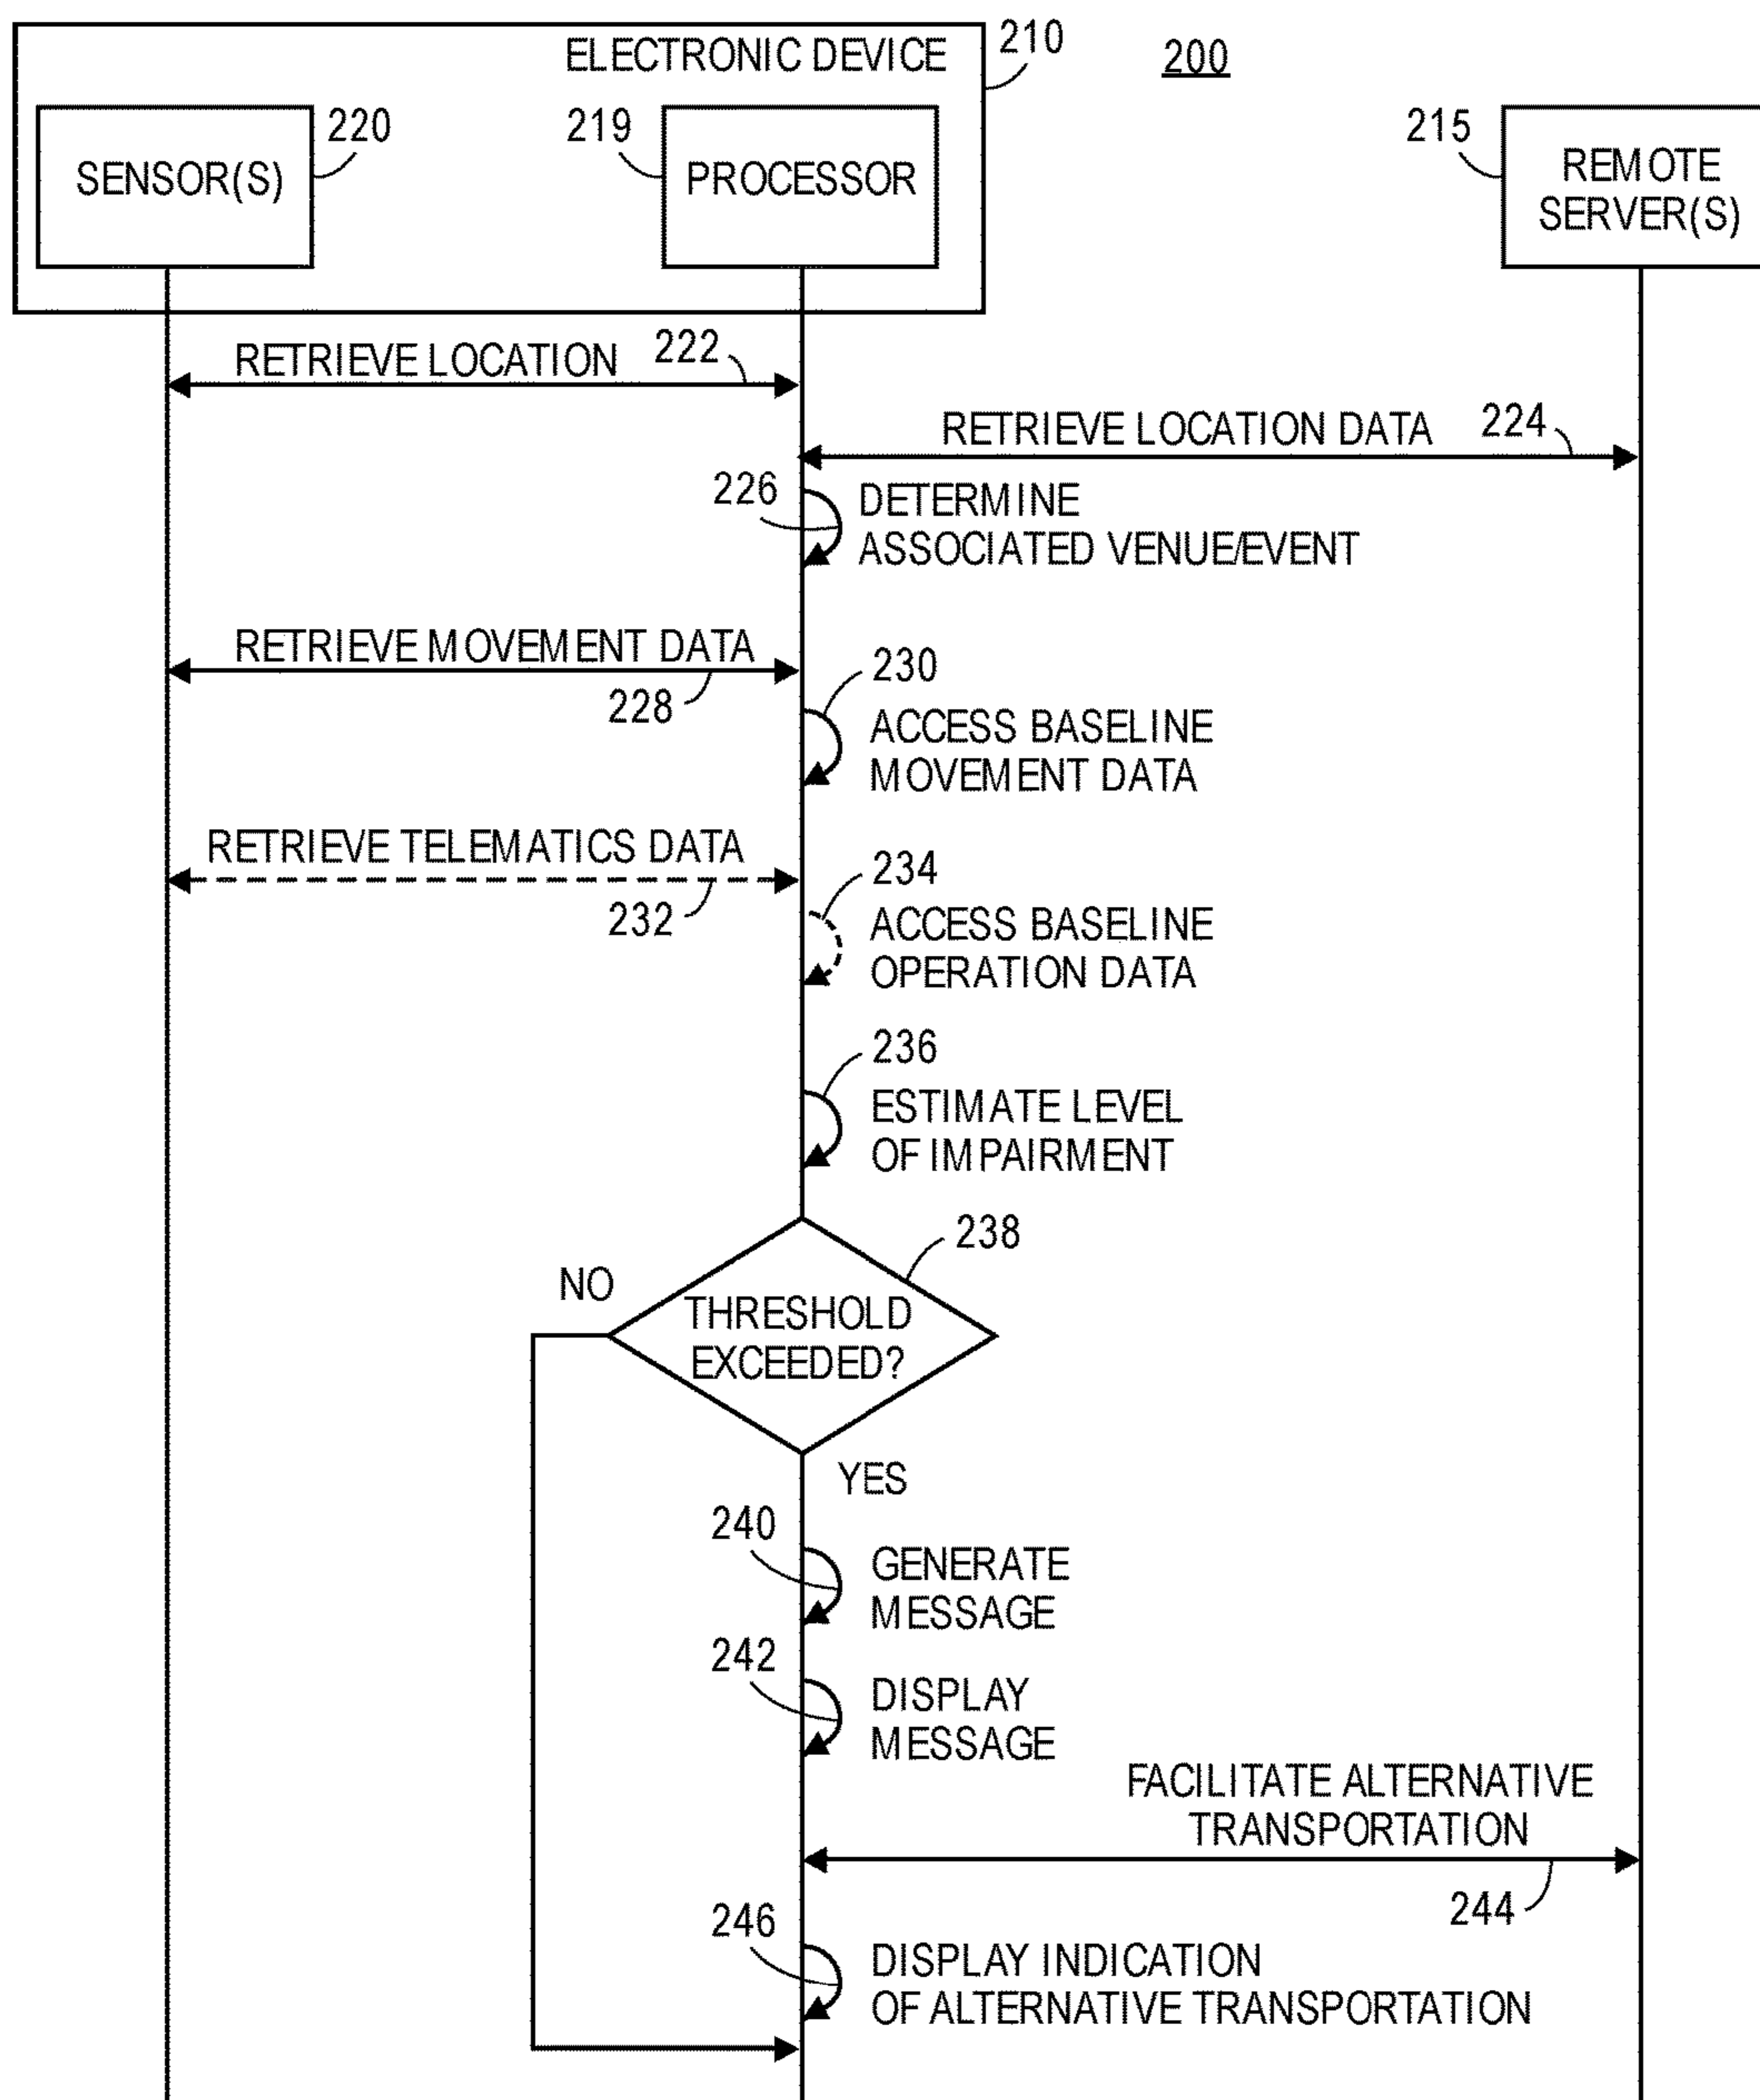 ELECTRONIC DEVICE
210
200
SENSOR(S)
220
219
PROCESSOR
215
REMOTE
SERVER(S)
RETRIEVE LOCATION
222
RETRIEVE LOCATION DATA
224
226
DETERMINE
ASSOCIATED VENUE/EVENT
RETRIEVE MOVEMENT DATA
228
230
ACCESS BASELINE
MOVEMENT DATA
RETRIEVE TELEMATICS DATA
232
234
ACCESS BASELINE
OPERATION DATA
236
ESTIMATE LEVEL
OF IMPAIRMENT
238
NO
THRESHOLD
EXCEEDED?
YES
240
GENERATE
MESSAGE
242
DISPLAY
MESSAGE
FACILITATE ALTERNATIVE
TRANSPORTATION
244
246
DISPLAY INDICATION
OF ALTERNATIVE TRANSPORTATION